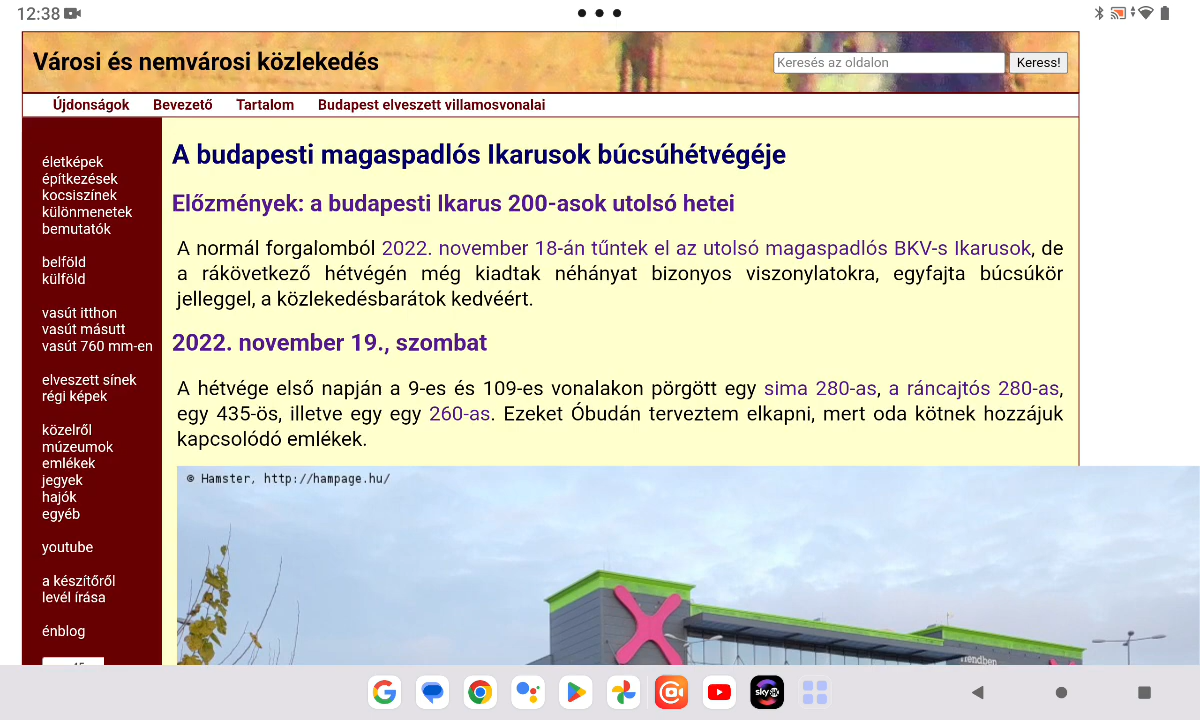 12:38
Városi és nemvárosi közlekedés
Keresés az oldalon
Keress!
Újdonságok
Bevezető
Tartalom
Budapest elveszett villamosvonalai
életképek
építkezések
kocsiszínek
különmenetek
bemutatók
belföld
külföld
vasút itthon
vasút másutt
vasút 760 mm-en
elveszett sínek
régi képek
közelről
múzeumok
emlékek
jegyek
hajók
egyéb
youtube
a készítőről
levél írása
énblog
A budapesti magaspadlós Ikarusok búcsúhétvégéje
Előzmények: a budapesti Ikarus 200-asok utolsó hetei
A normál forgalomból 2022. november 18-án tűntek el az utolsó magaspadlós BKV-s Ikarusok, de
a rákövetkező hétvégén még kiadtak néhányat bizonyos viszonylatokra, egyfajta búcsúkör
jelleggel, a közlekedésbarátok kedvéért.
2022. november 19., szombat
A hétvége első napján a 9-es és 109-es vonalakon pörgött egy sima 280-as, a ráncajtós 280-as,
egy 435-ös, illetve egy egy 260-as. Ezeket Óbudán terveztem elkapni, mert oda kötnek hozzájuk
kapcsolódó emlékek.
© Hamster, http://hampage.hu/
rendben
sky